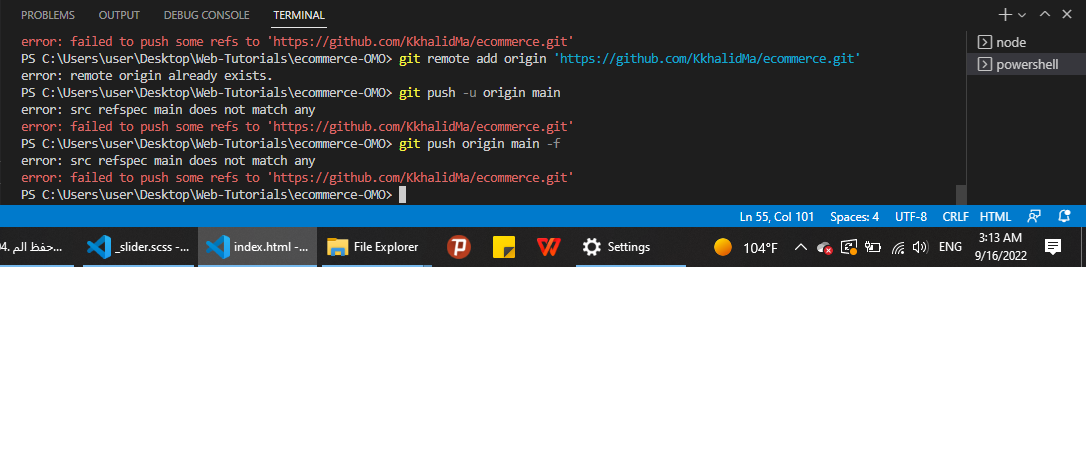 PROBLEMS OUTPUT DEBUG CONSOLE TERMINAL
error: failed to push some refs to 'https://github.com/KkhalidMa/ecommerce.git'
PS C:\Users\user\Desktop\Web-Tutorials\ecommerce-OMO> git remote add origin 'https://github.com/KkhalidMa/ecommerce.git'
error: remote origin already exists.
PS C:\Users\user\Desktop\Web-Tutorials\ecommerce-OMO> git push -u origin main
error: src refspec main does not match any
error: failed to push some refs to 'https://github.com/KkhalidMa/ecommerce.git'
PS C:\Users\user\Desktop\Web-Tutorials\ecommerce-OMO> git push origin main -f
error: src refspec main does not match any
error: failed to push some refs to 'https://github.com/KkhalidMa/ecommerce.git'
PS C:\Users\user\Desktop\Web-Tutorials\ecommerce-OMO>
node
powershell
Ln 55, Col 101 Spaces: 4 UTF-8 CRLF HTML
04. حفظ الم... _slider.scss -... index.html -... File Explorer Settings 104°F ENG
3:13 AM
9/16/2022